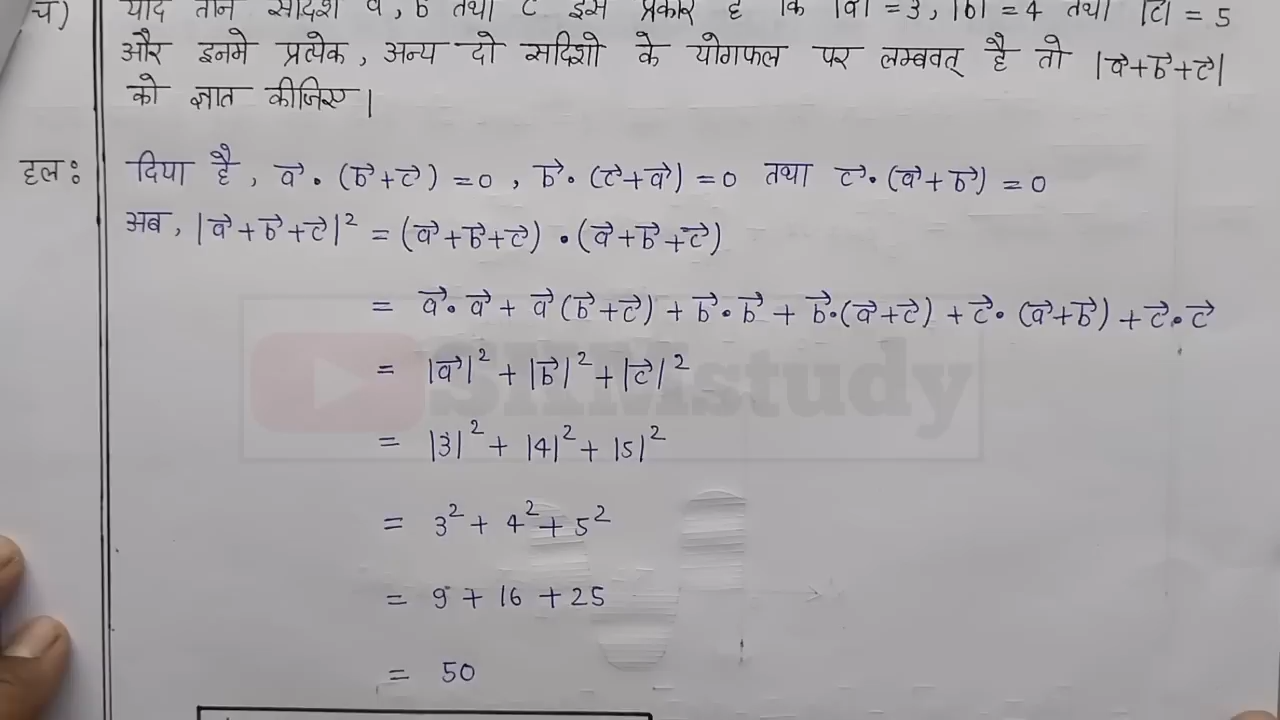 च) यदि तीन सदिश a⃗, b⃗ तथा c⃗ इस प्रकार है कि |a⃗| = 3, |b⃗| = 4 तथा |c⃗| = 5
और इनमे प्रत्येक, अन्य दो सदिशो के योगफल पर लम्बवत् है तो |a⃗+b⃗+c⃗|
को ज्ञात कीजिए।
हल: दिया है, a⃗ · (b⃗+c⃗) = 0, b⃗ · (c⃗+a⃗) = 0 तथा c⃗ · (a⃗+b⃗) = 0
अब, |a⃗+b⃗+c⃗|² = (a⃗+b⃗+c⃗) · (a⃗+b⃗+c⃗)
= a⃗·a⃗ + a⃗(b⃗+c⃗) + b⃗·b⃗ + b⃗·(a⃗+c⃗) + c⃗·(a⃗+b⃗) + c⃗·c⃗
= |a⃗|² + |b⃗|² + |c⃗|²
= |3|² + |4|² + |5|²
= 3² + 4² + 5²
= 9 + 16 + 25
= 50